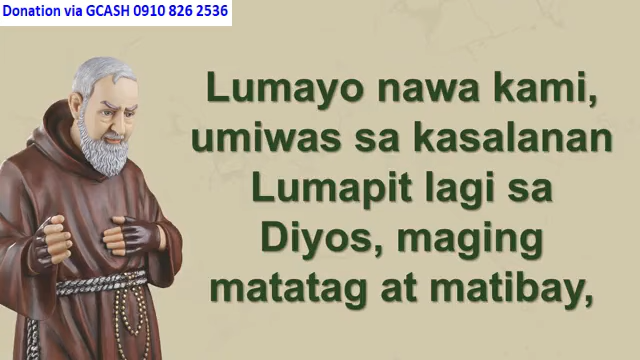 Donation via GCASH 0910 826 2536
Lumayo nawa kami,
umiwas sa kasalanan
Lumapit lagi sa
Diyos, maging
matatag at matibay,